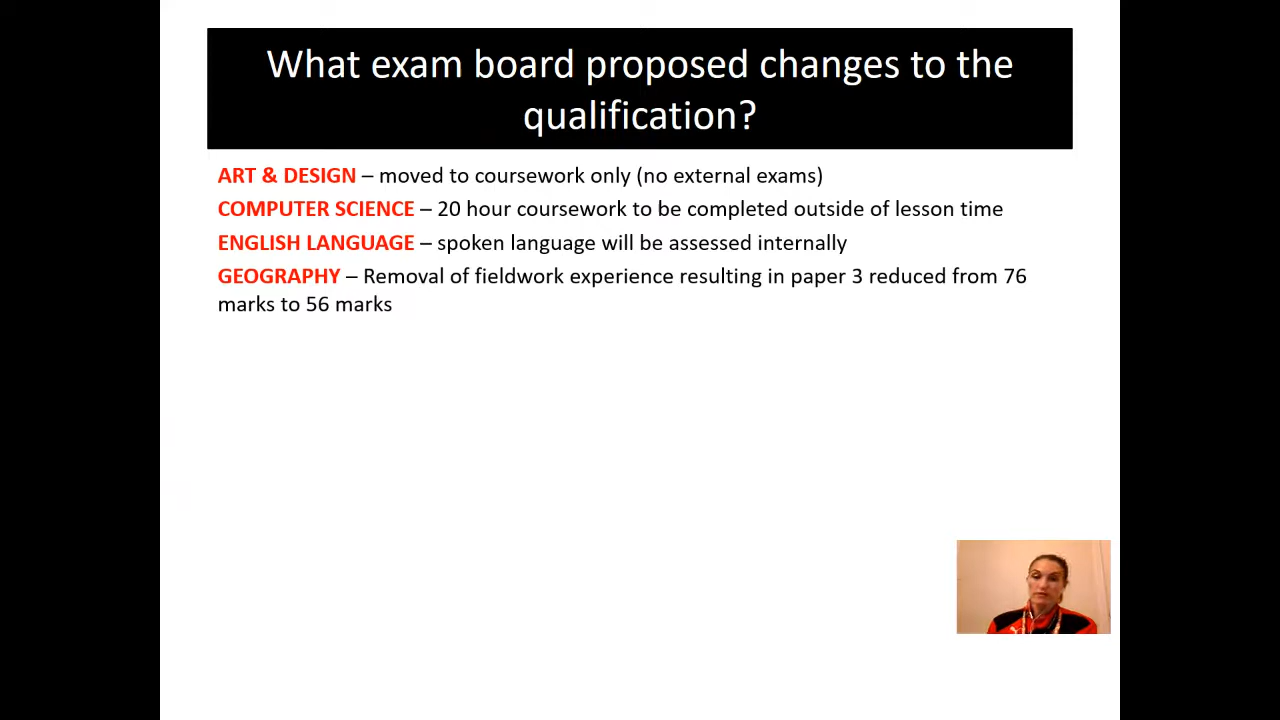 What exam board proposed changes to the
qualification?
ART & DESIGN – moved to coursework only (no external exams)
COMPUTER SCIENCE – 20 hour coursework to be completed outside of lesson time
ENGLISH LANGUAGE – spoken language will be assessed internally
GEOGRAPHY – Removal of fieldwork experience resulting in paper 3 reduced from 76
marks to 56 marks